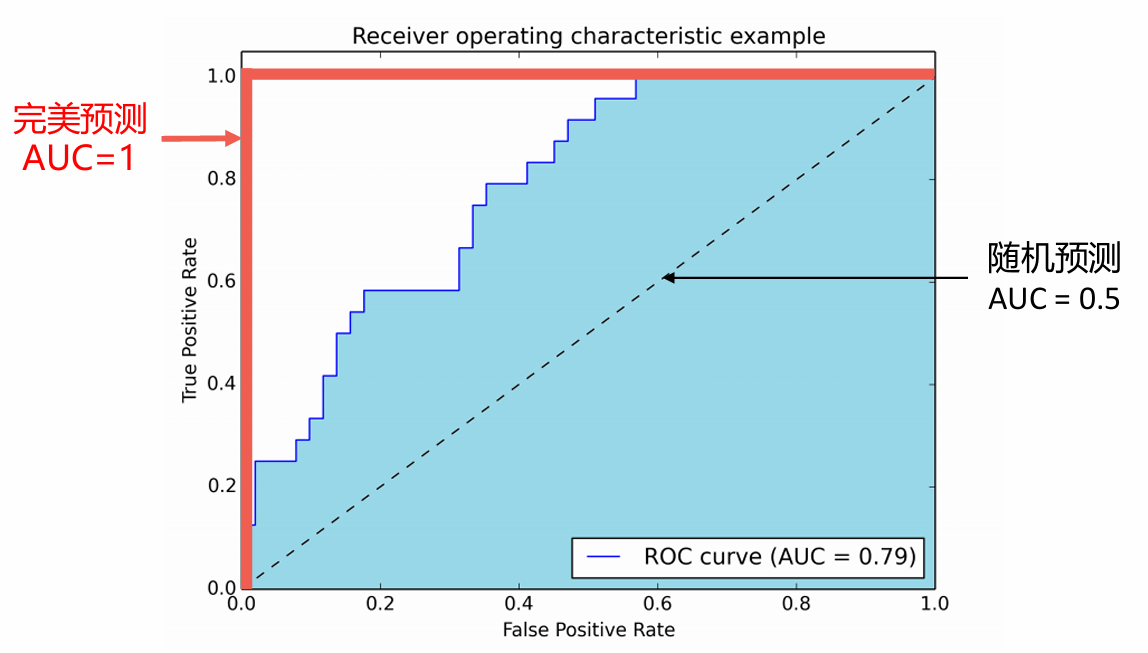 Receiver operating characteristic example
完美预测
AUC=1
随机预测
AUC = 0.5
True Positive Rate
1.0
0.8
0.6
0.4
0.2
0.0
0.0 0.2 0.4 0.6 0.8 1.0
False Positive Rate
ROC curve (AUC = 0.79)